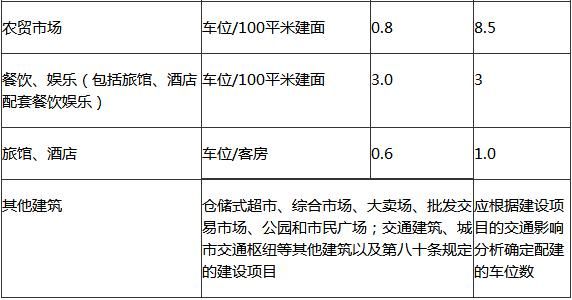 农贸市场 车位/100平米建面 0.8 8.5
餐饮、娱乐（包括旅馆、酒店 车位/100平米建面 3.0 3
配套餐饮娱乐）
旅馆、酒店 车位/客房 0.6 1.0
其他建筑 仓储式超市、综合市场、大卖场、批发交 应根据建设项
易市场、公园和市民广场；交通建筑、城 目的交通影响
市交通枢纽等其他建筑以及第八十条规定 分析确定配建
的建设项目 的车位数